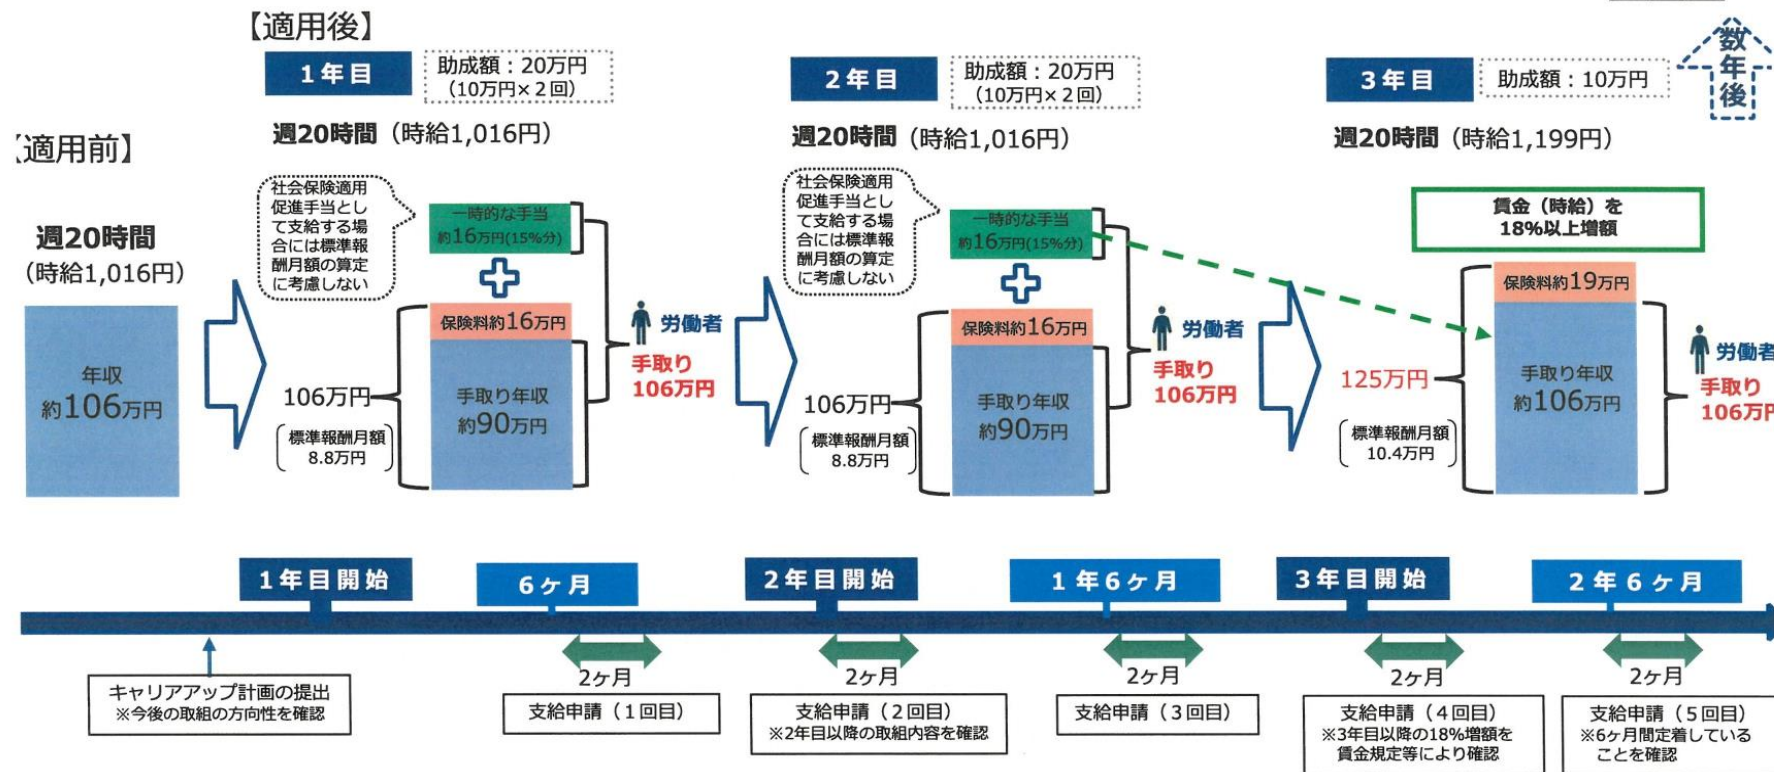 【適用後】
1年目
助成額：20万円
（10万円×2回）
週20時間（時給1,016円）
2年目
助成額：20万円
（10万円×2回）
週20時間（時給1,016円）
3年目
助成額：10万円
週20時間（時給1,199円）
数年後
【適用前】
週20時間
（時給1,016円）
年収
約106万円
社会保険適用
促進手当とし
て支給する場
合には標準報
酬月額の算定
に考慮しない
一時的な手当
約16万円(15%分)
保険料約16万円
手取り年収
約90万円
106万円
標準報酬月額
8.8万円
労働者
手取り
106万円
社会保険適用
促進手当とし
て支給する場
合には標準報
酬月額の算定
に考慮しない
一時的な手当
約16万円(15%分)
保険料約16万円
手取り年収
約90万円
106万円
標準報酬月額
8.8万円
労働者
手取り
106万円
賃金（時給）を
18%以上増額
保険料約19万円
手取り年収
約106万円
125万円
標準報酬月額
10.4万円
労働者
手取り
106万円
1年目開始
6ヶ月
2年目開始
1年6ヶ月
3年目開始
2年6ヶ月
キャリアアップ計画の提出
※今後の取組の方向性を確認
2ヶ月
支給申請（1回目）
2ヶ月
支給申請（2回目）
※2年目以降の取組内容を確認
2ヶ月
支給申請（3回目）
2ヶ月
支給申請（4回目）
※3年目以降の18%増額を
賃金規定等により確認
2ヶ月
支給申請（5回目）
※6ヶ月間定着している
ことを確認